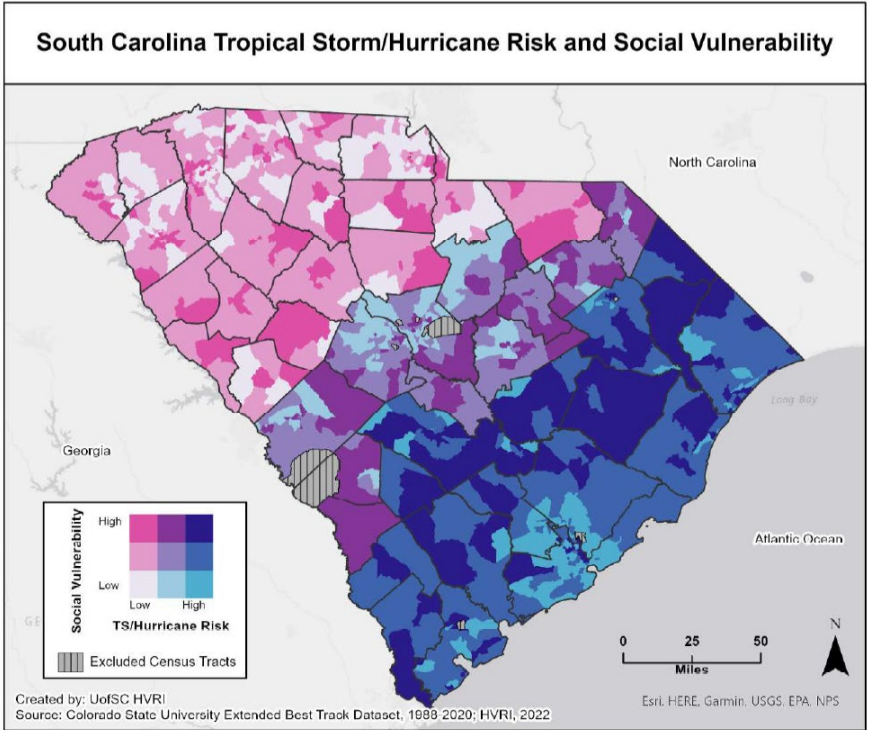 South Carolina Tropical Storm/Hurricane Risk and Social Vulnerability
North Carolina
Long Bay
Georgia
Atlantic Ocean
High
Social Vulnerability
Low
Low High
TS/Hurricane Risk
GE
Excluded Census Tracts
N
0 25 50
Miles
Created by: UofSC HVRI
Esri, HERE, Garmin, USGS, EPA, NPS
Source: Colorado State University Extended Best Track Dataset, 1988-2020; HVRI, 2022